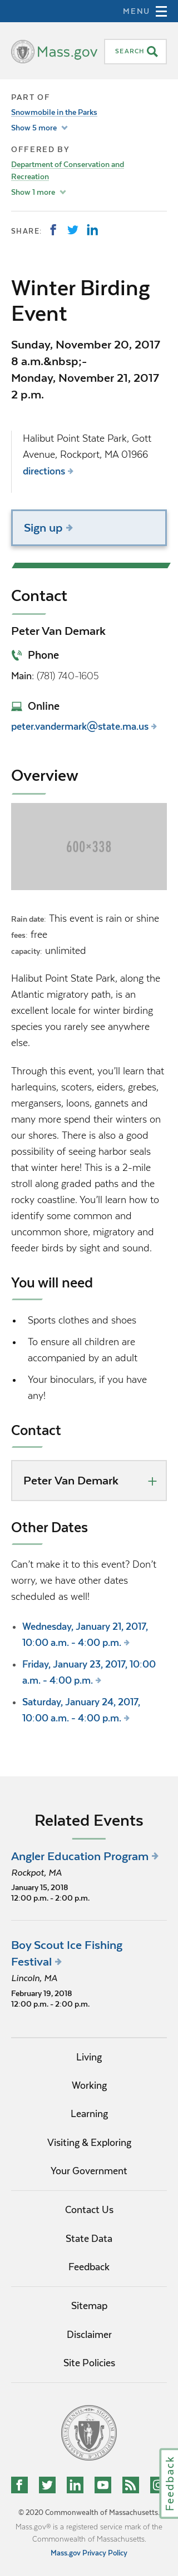 MENU
Mass.gov
SEARCH
PART OF
Snowmobile in the Parks
Show 5 more
OFFERED BY
Department of Conservation and
Recreation
Show 1 more
SHARE:
Winter Birding
Event
Sunday, November 20, 2017
8 a.m.&nbsp;-
Monday, November 21, 2017
2 p.m.
Halibut Point State Park, Gott
Avenue, Rockport, MA 01966
directions
Sign up
Contact
Peter Van Demark
Phone
Main: (781) 740-1605
Online
peter.vandermark@state.ma.us
Overview
600×338
Rain date: This event is rain or shine
fees: free
capacity: unlimited
Halibut Point State Park, along the
Atlantic migratory path, is an
excellent locale for winter birding
species you rarely see anywhere
else.
Through this event, you'll learn that
harlequins, scoters, eiders, grebes,
mergansers, loons, gannets and
many more spend their winters on
our shores. There is also a good
possibility of seeing harbor seals
that winter here! This is a 2-mile
stroll along graded paths and the
rocky coastline. You'll learn how to
identify some common and
uncommon shore, migratory and
feeder birds by sight and sound.
You will need
• Sports clothes and shoes
• To ensure all children are
accompanied by an adult
• Your binoculars, if you have
any!
Contact
Peter Van Demark
Other Dates
Can't make it to this event? Don't
worry, we have other dates
scheduled as well!
• Wednesday, January 21, 2017,
10:00 a.m. - 4:00 p.m.
• Friday, January 23, 2017, 10:00
a.m. - 4:00 p.m.
• Saturday, January 24, 2017,
10:00 a.m. - 4:00 p.m.
Related Events
Angler Education Program
Rockpot, MA
January 15, 2018
12:00 p.m. - 2:00 p.m.
Boy Scout Ice Fishing
Festival
Lincoln, MA
February 19, 2018
12:00 p.m. - 2:00 p.m.
Living
Working
Learning
Visiting & Exploring
Your Government
Contact Us
State Data
Feedback
Sitemap
Disclaimer
Site Policies
Feedback
© 2020 Commonwealth of Massachusetts.
Mass.gov® is a registered service mark of the
Commonwealth of Massachusetts.
Mass.gov Privacy Policy